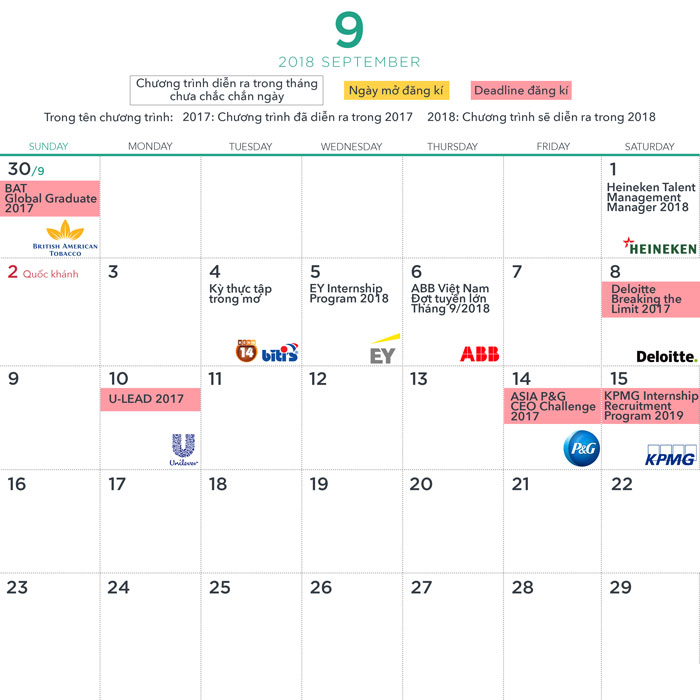 9
2018 SEPTEMBER
Chương trình diễn ra trong tháng
chưa chắc chắn ngày
Ngày mở đăng kí
Deadline đăng kí
Trong tên chương trình: 2017: Chương trình đã diễn ra trong 2017 2018: Chương trình sẽ diễn ra trong 2018
SUNDAY MONDAY TUESDAY WEDNESDAY THURSDAY FRIDAY SATURDAY
30/9
BAT
Global Graduate
2017
BRITISH AMERICAN
TOBACCO
1
Heineken Talent
Management
Manager 2018
HEINEKEN
2 Quốc khánh
3
4
Kỳ thực tập
trong mơ
14
biti's
5
EY Internship
Program 2018
EY
6
ABB Việt Nam
Đợt tuyển lớn
Tháng 9/2018
ABB
7
8
Deloitte
Breaking the
Limit 2017
Deloitte.
9
10
U-LEAD 2017
Unilever
11
12
13
14
ASIA P&G
CEO Challenge
2017
P&G
15
KPMG Internship
Recruitment
Program 2019
KPMG
16 17 18 19 20 21 22
23 24 25 26 27 28 29